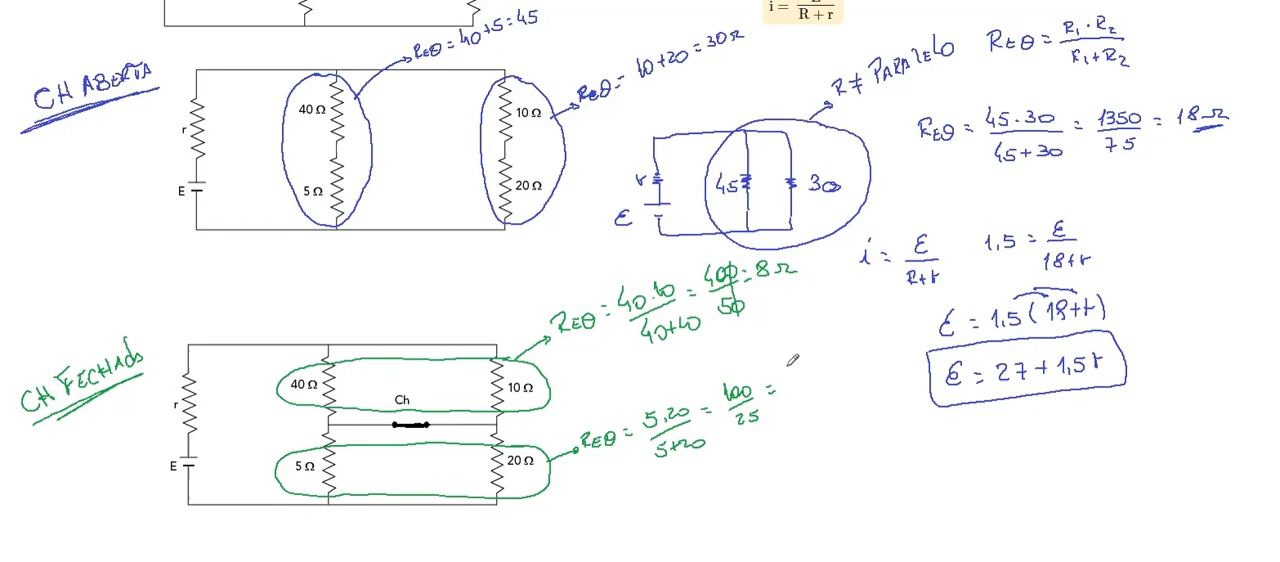 i = E / R + r
CH ABERTA
REQ = 40+5 = 45
REQ = 10+20 = 30Ω
40 Ω
5 Ω
10 Ω
20 Ω
r
E
R ≠ PARALELO
REQ = R1 · R2 / R1 + R2
REQ = 45 · 30 / 45 + 30 = 1350 / 75 = 18 Ω
r
ε
45
30
i = ε / R+r
1,5 = ε / 18+r
ε = 1,5 (18+r)
ε = 27 + 1,5r
CH FECHADO
REQ = 40.10 / 40+10 = 400 / 50 = 8 Ω
40 Ω
10 Ω
Ch
r
E
5 Ω
20 Ω
REQ = 5.20 / 5+20 = 100 / 25 =